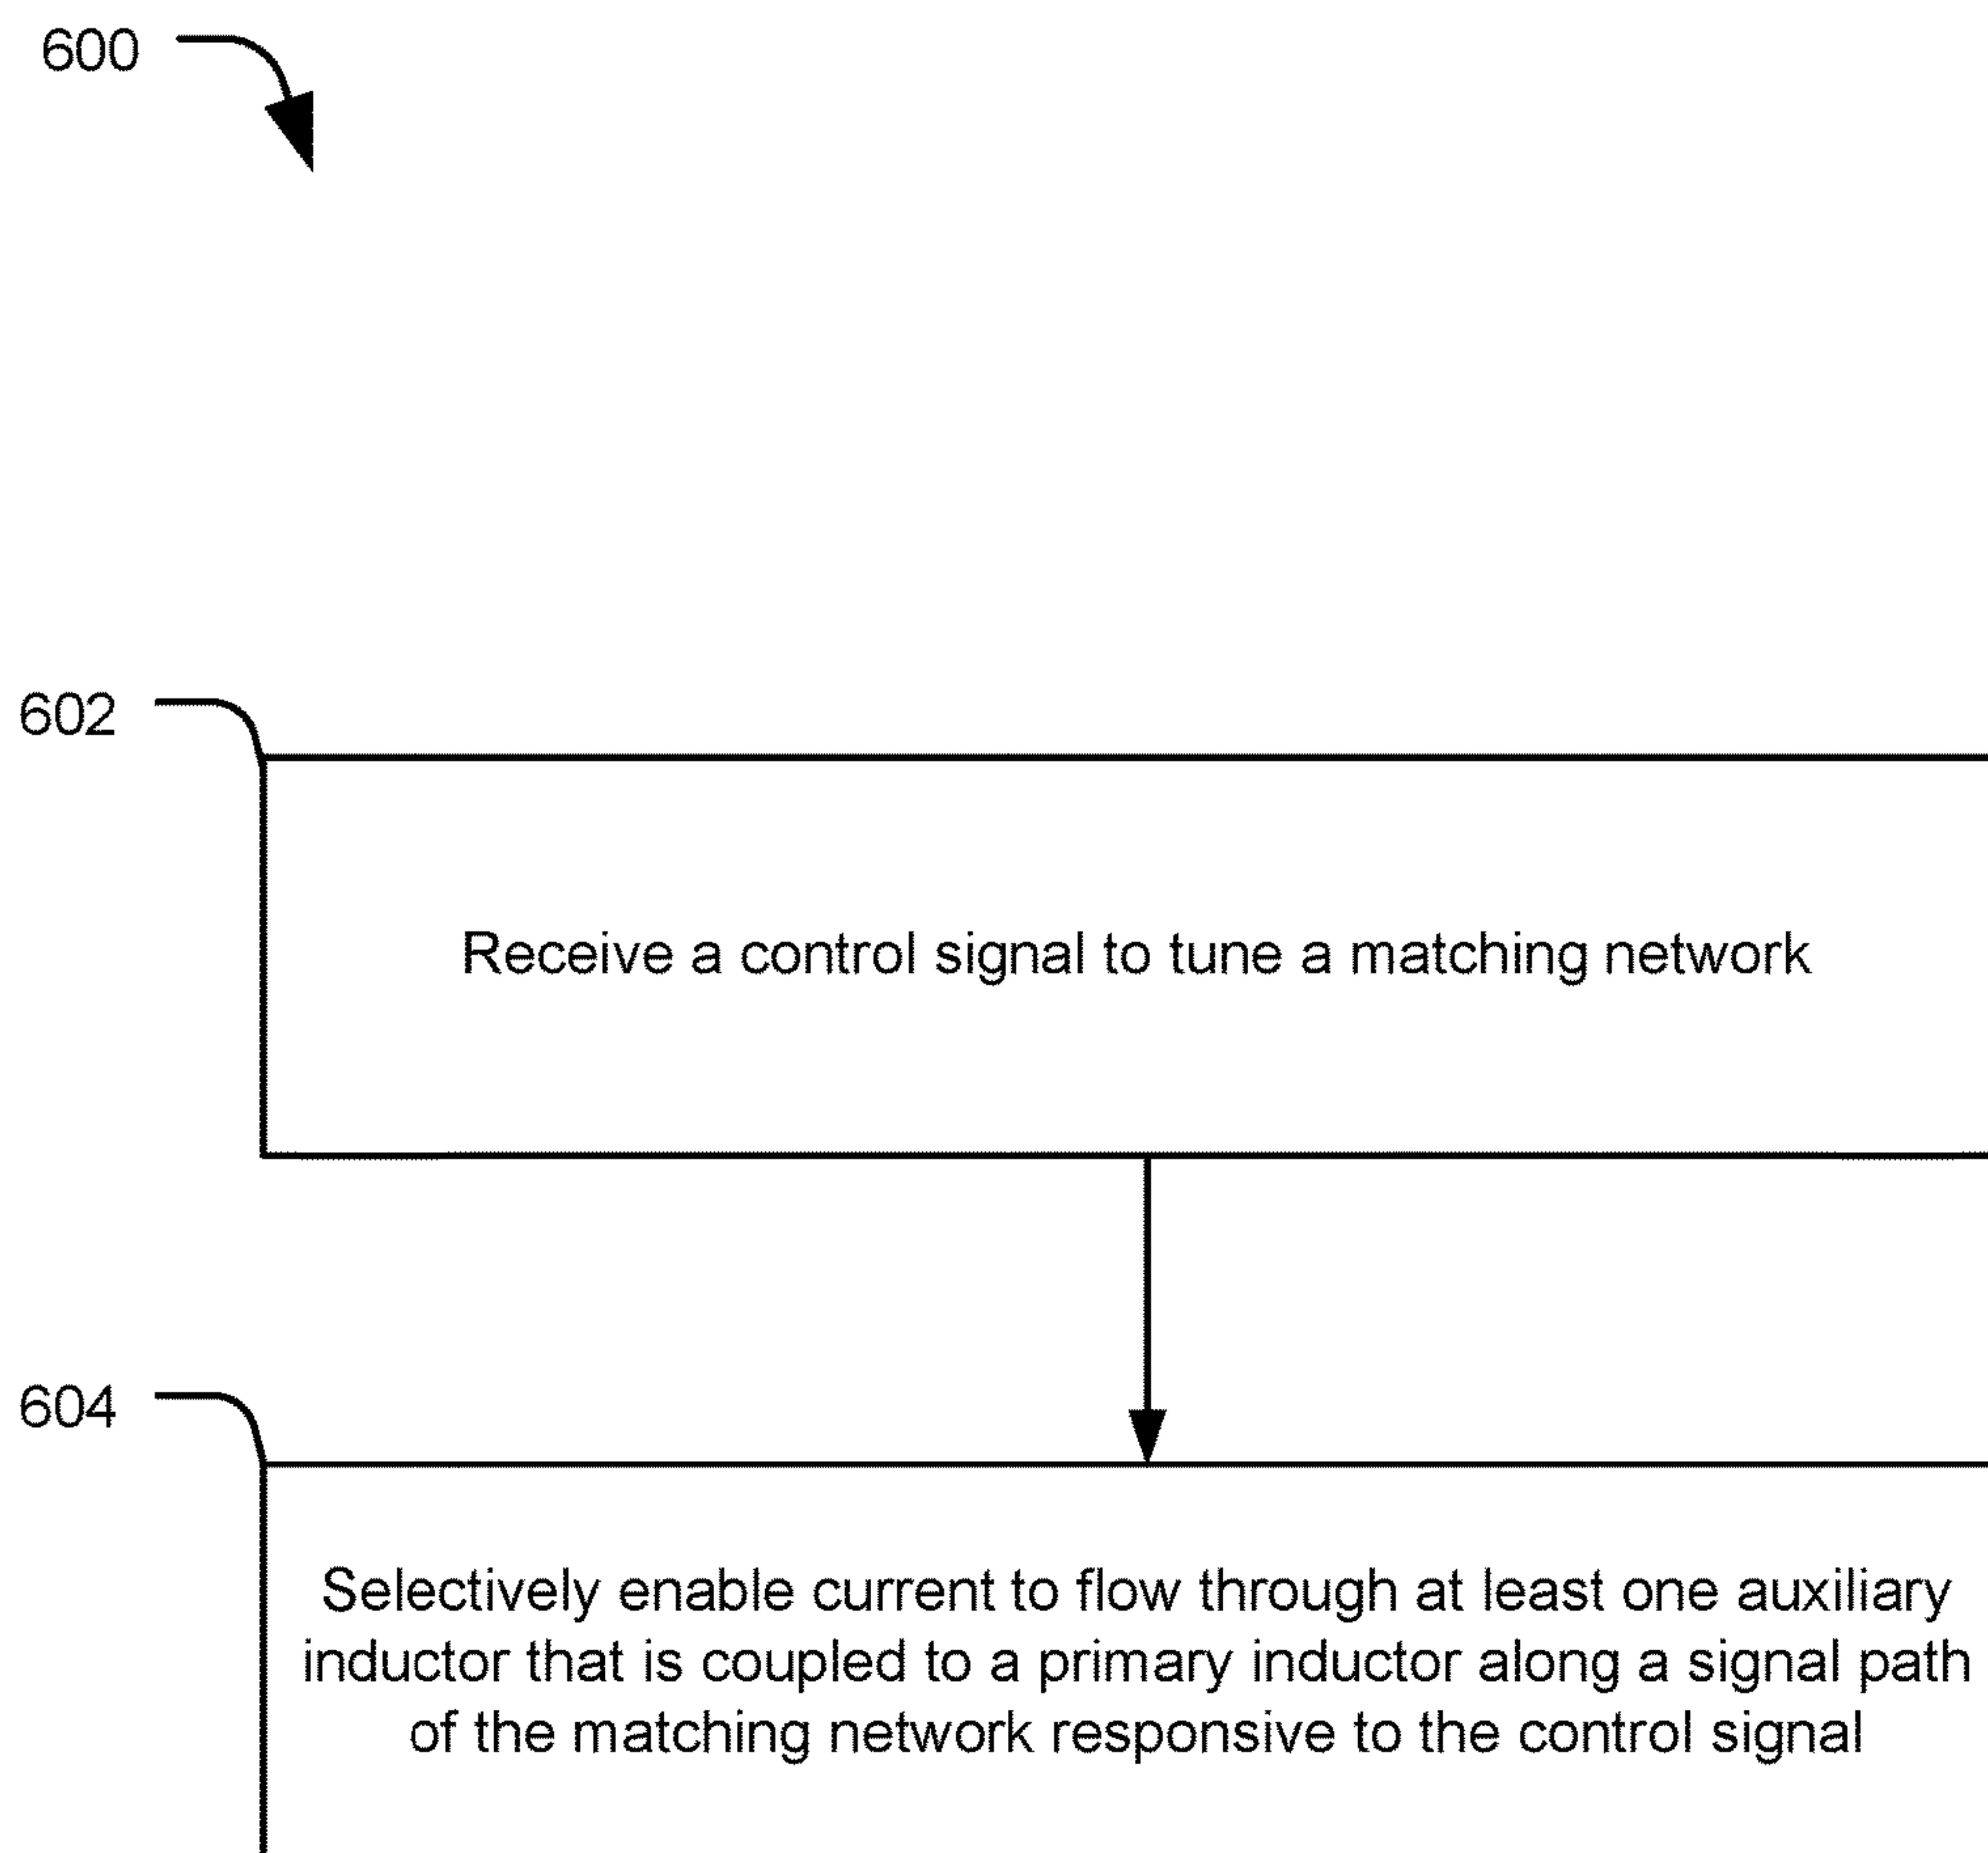 600
602
Receive a control signal to tune a matching network
604
Selectively enable current to flow through at least one auxiliary
inductor that is coupled to a primary inductor along a signal path
of the matching network responsive to the control signal